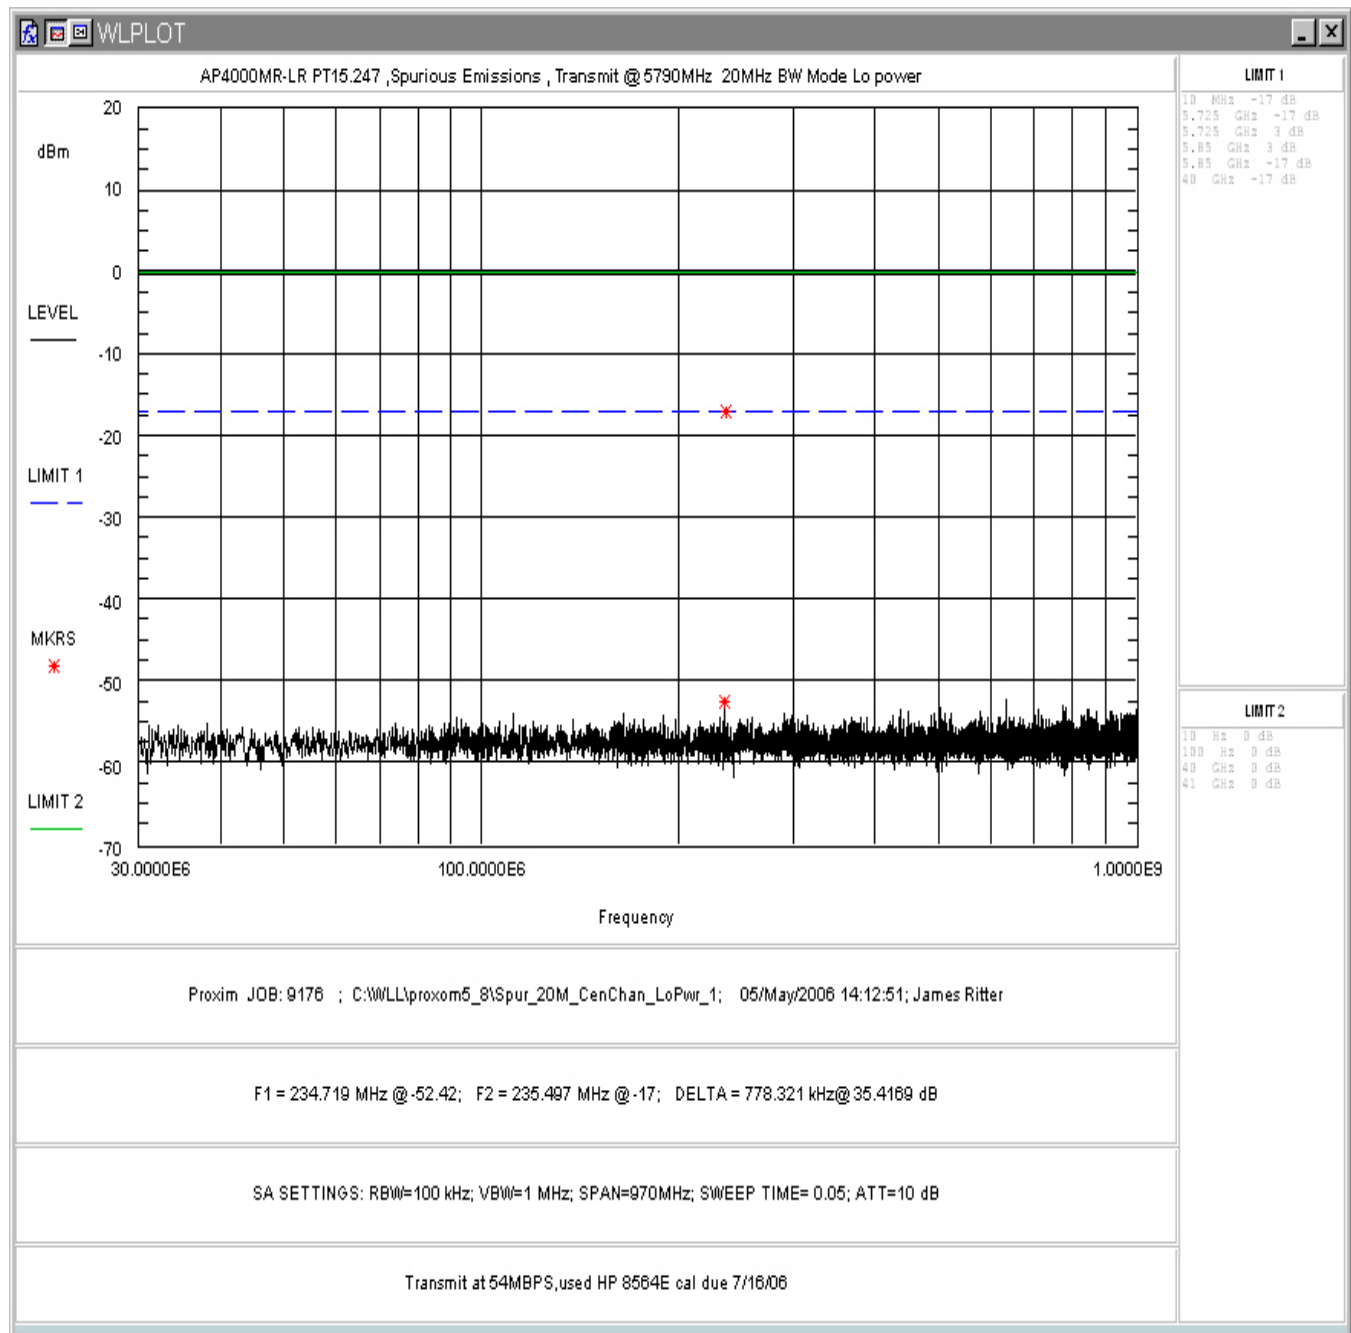 WLPLOT
AP4000MR-LR PT15.247 ,Spurious Emissions , Transmit @ 5790MHz  20MHz BW Mode Lo power
20
dBm
10
0
LEVEL
-10
-20
LIMIT 1
-30
-40
MKRS
-50
-60
LIMIT 2
-70
30.0000E6
100.0000E6
1.0000E9
Frequency
Proxim  JOB: 9176   ;  C:\WLL\proxom5_8\Spur_20M_CenChan_LoPwr_1;   05/May/2006 14:12:51; James Ritter
F1 = 234.719 MHz @ -52.42;   F2 = 235.497 MHz @ -17;   DELTA = 778.321 kHz@ 35.4169 dB
SA SETTINGS: RBW=100 kHz; VBW=1 MHz; SPAN=970MHz; SWEEP TIME= 0.05; ATT=10 dB
Transmit at 54MBPS,used HP 8564E cal due 7/16/06
LIMIT 1
10  MHz  -17 dB
5.725  GHz  -17 dB
5.725  GHz  3 dB
5.85  GHz  3 dB
5.85  GHz  -17 dB
40  GHz  -17 dB
LIMIT 2
10  Hz  0 dB
100  Hz  0 dB
40  GHz  0 dB
41  GHz  0 dB